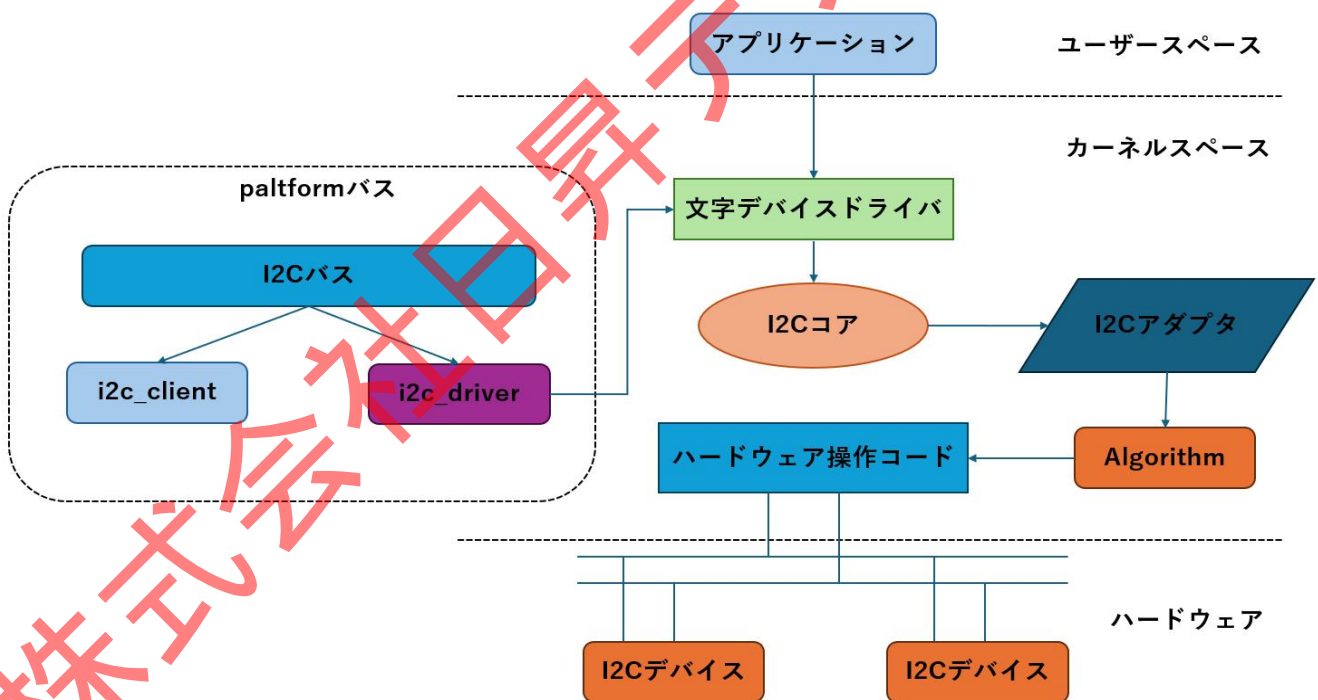 アプリケーション
ユーザースペース
カーネルスペース
paltformバス
文字デバイスドライバ
I2Cバス
I2Cコア
I2Cアダプタ
i2c_client
i2c_driver
ハードウェア操作コード
Algorithm
ハードウェア
I2Cデバイス
I2Cデバイス
株式会社日昇テ